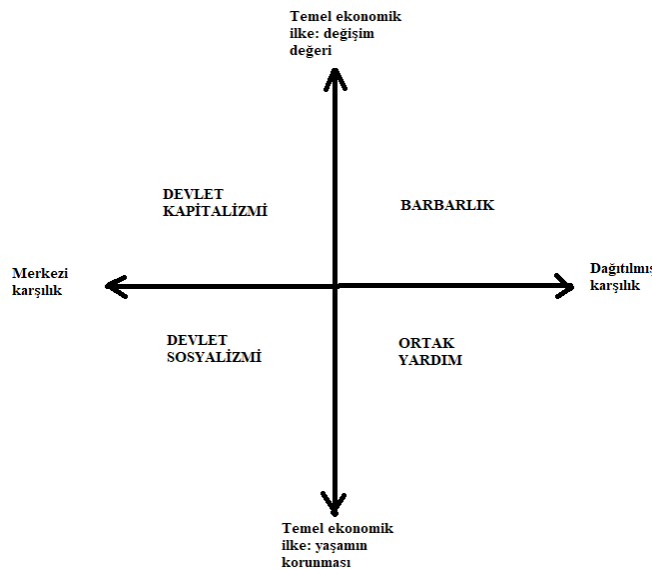 Temel ekonomik
ilke: değişim
değeri
DEVLET
KAPİTALİZMİ
BARBARLIK
Merkezi
karşılık
Dağıtılmış
karşılık
DEVLET
SOSYALİZMİ
ORTAK
YARDIM
Temel ekonomik
ilke: yaşamın
korunması